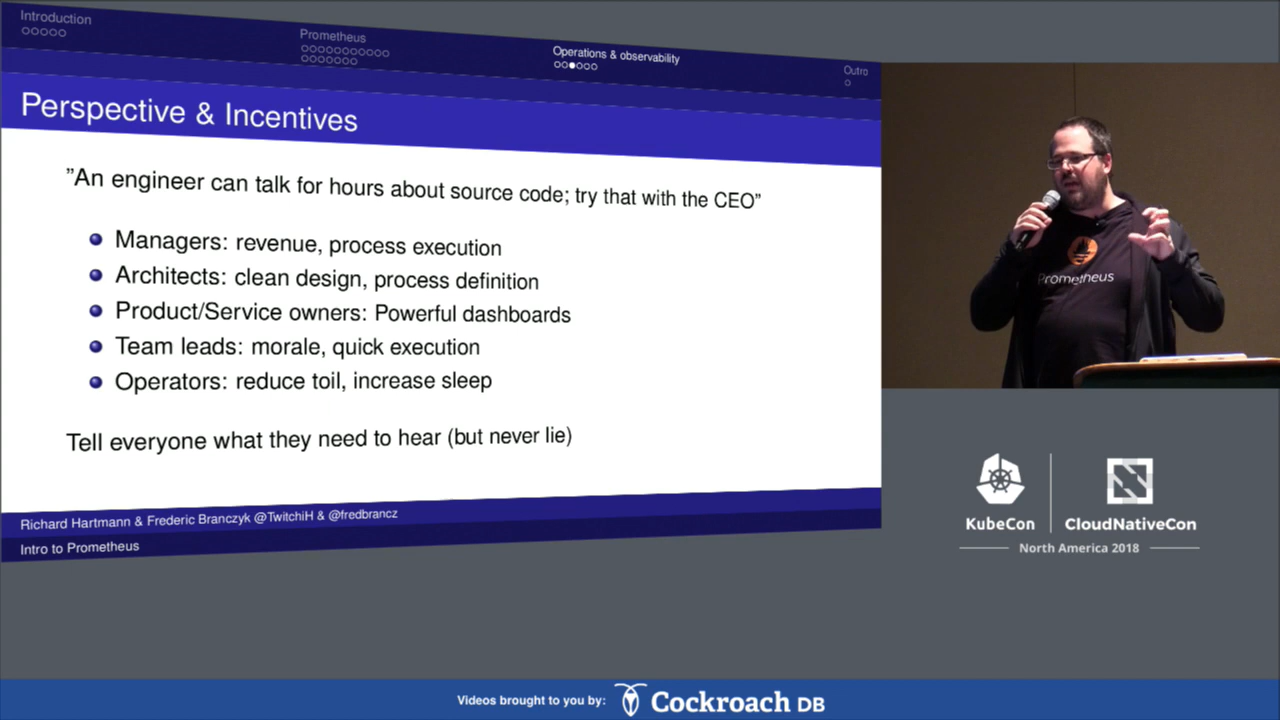 Introduction
Prometheus
Operations & observability
Outro
Perspective & Incentives
”An engineer can talk for hours about source code; try that with the CEO”
Managers: revenue, process execution
Architects: clean design, process definition
Product/Service owners: Powerful dashboards
Team leads: morale, quick execution
Operators: reduce toil, increase sleep
Tell everyone what they need to hear (but never lie)
Richard Hartmann & Frederic Branczyk @TwitchiH & @fredbrancz
Intro to Prometheus
Prometheus
KubeCon
CloudNativeCon
North America 2018
Videos brought to you by:
Cockroach DB